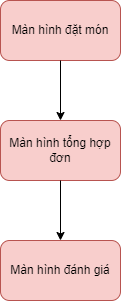 Màn hình đặt món
Màn hình tổng hợp
đơn
Màn hình đánh giá